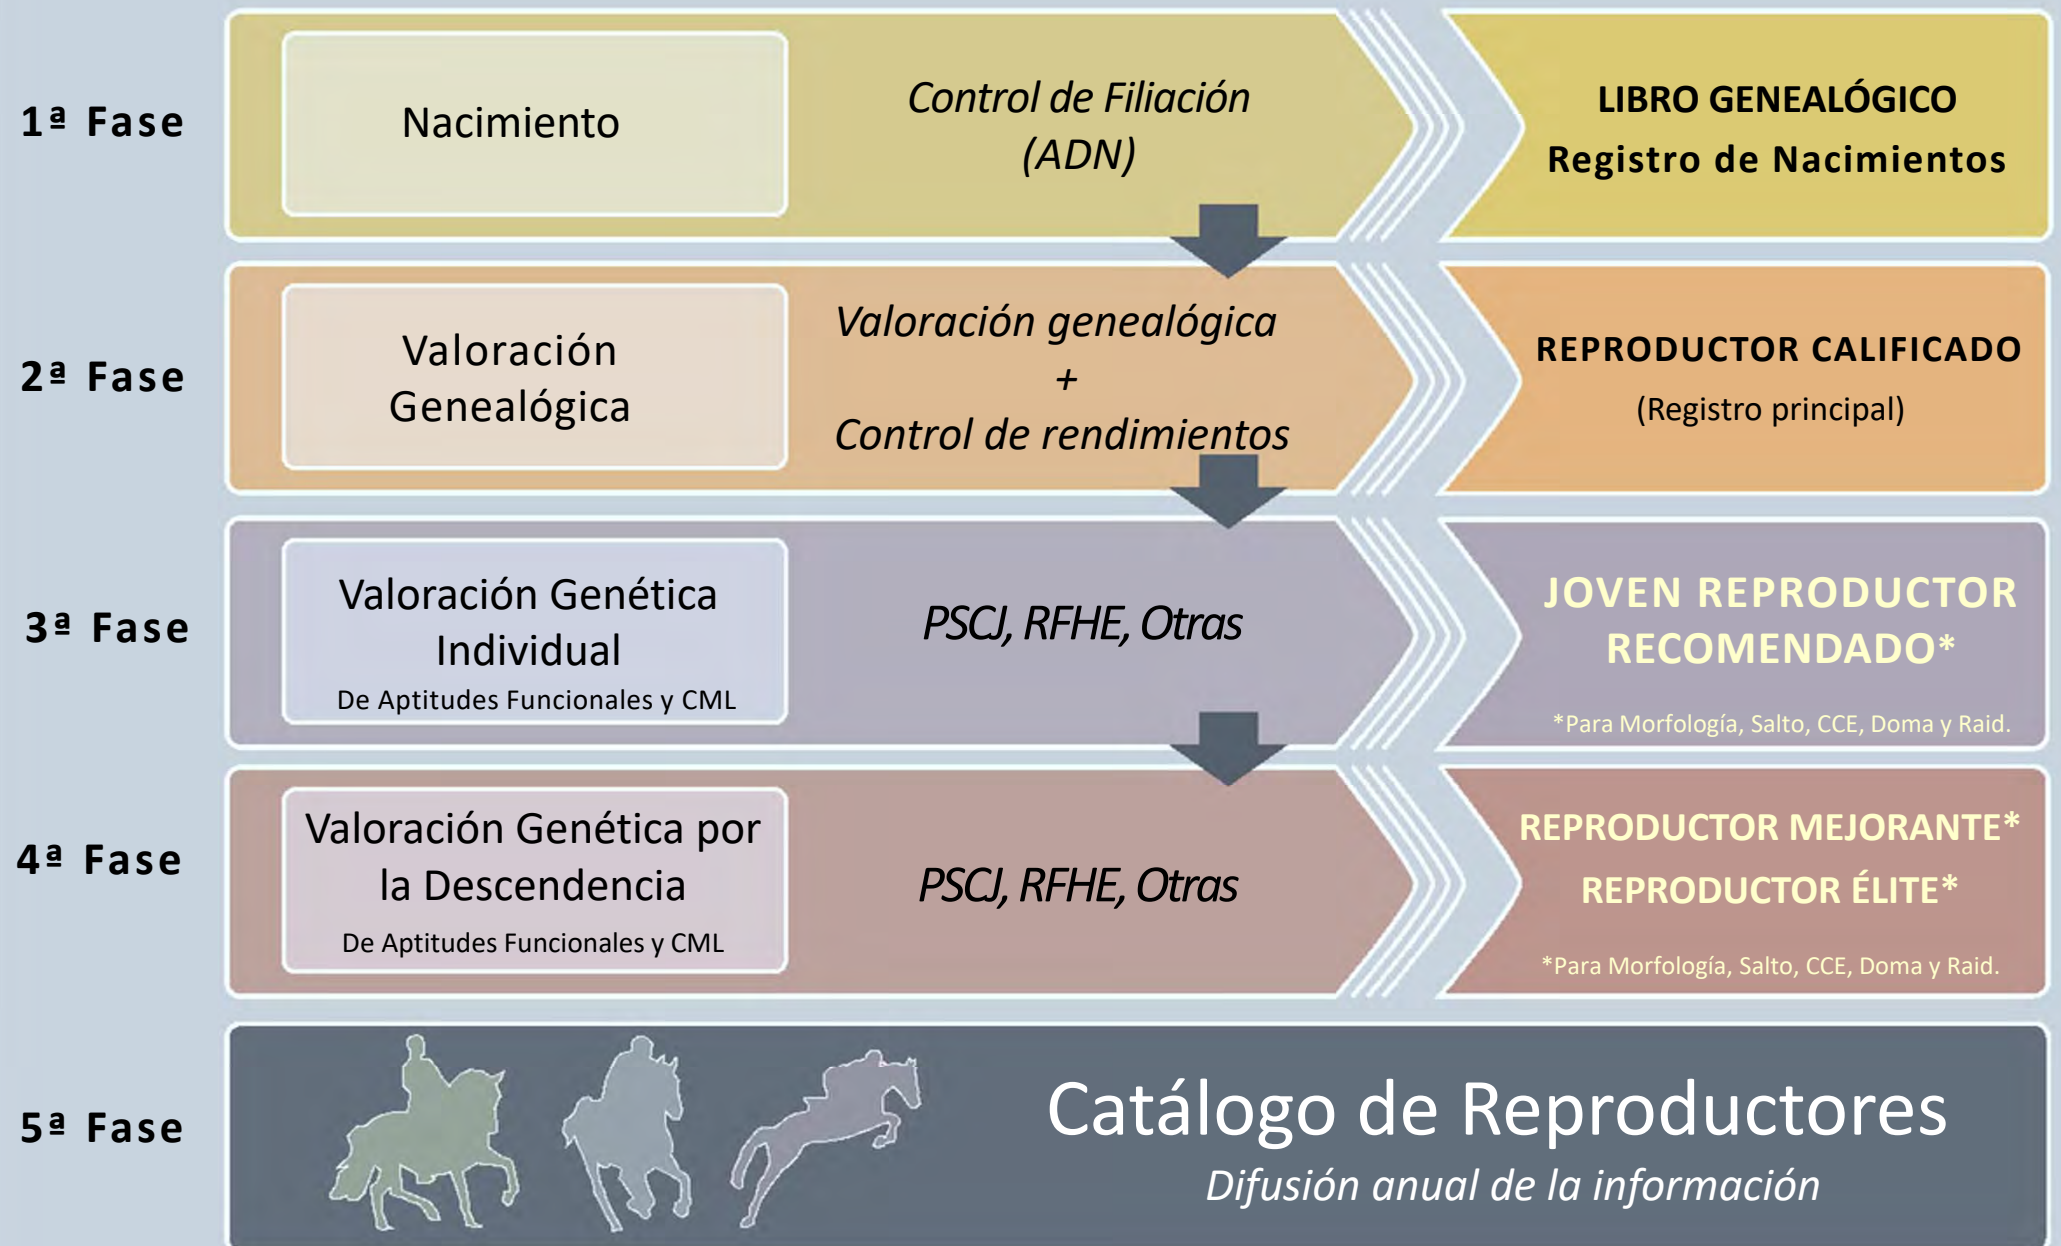 1ª Fase
Nacimiento
Control de Filiación
(ADN)
LIBRO GENEALÓGICO
Registro de Nacimientos
2ª Fase
Valoración
Genealógica
Valoración genealógica
+
Control de rendimientos
REPRODUCTOR CALIFICADO
(Registro principal)
3ª Fase
Valoración Genética
Individual
De Aptitudes Funcionales y CML
PSCJ, RFHE, Otras
JOVEN REPRODUCTOR
RECOMENDADO*
*Para Morfología, Salto, CCE, Doma y Raid.
4ª Fase
Valoración Genética por
la Descendencia
De Aptitudes Funcionales y CML
PSCJ, RFHE, Otras
REPRODUCTOR MEJORANTE*
REPRODUCTOR ÉLITE*
*Para Morfología, Salto, CCE, Doma y Raid.
5ª Fase
Catálogo de Reproductores
Difusión anual de la información